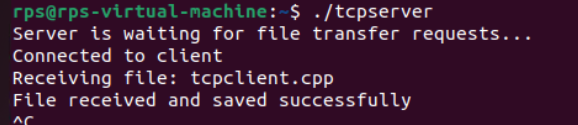 rps@rps-virtual-machine:~$ ./tcpserver
Server is waiting for file transfer requests...
Connected to client
Receiving file: tcpclient.cpp
File received and saved successfully
^C